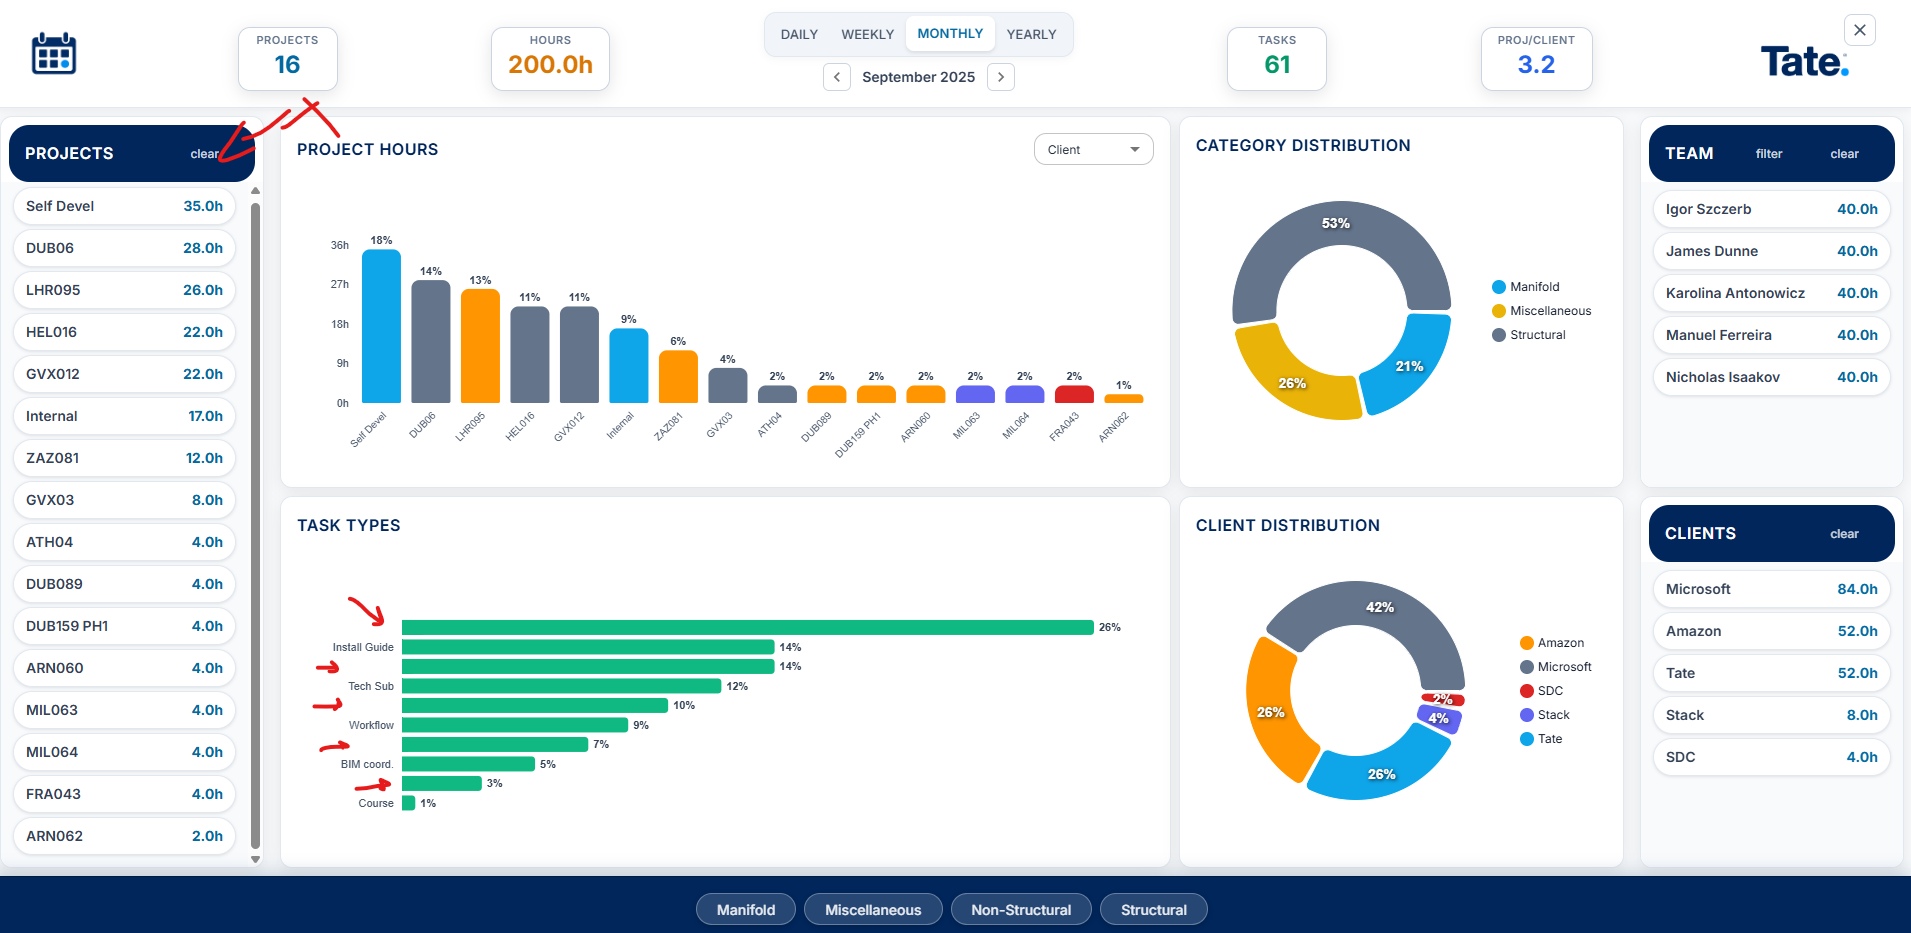 PROJECTS
16
HOURS
200.0h
DAILY WEEKLY MONTHLY YEARLY
September 2025
TASKS
61
PROJ/CLIENT
3.2
Tate.
PROJECTS clear
Self Devel 35.0h
DUB06 28.0h
LHR095 26.0h
HEL016 22.0h
GVX012 22.0h
Internal 17.0h
ZAZ081 12.0h
GVX03 8.0h
ATH04 4.0h
DUB089 4.0h
DUB159 PH1 4.0h
ARN060 4.0h
MIL063 4.0h
MIL064 4.0h
FRA043 4.0h
ARN062 2.0h
PROJECT HOURS
Client
36h
27h
18h
9h
0h
18% 14% 13% 11% 11% 9% 6% 4% 2% 2% 2% 2% 2% 2% 2% 1%
Self Devel DUB06 LHR095 HEL016 GVX012 Internal ZAZ081 GVX03 ATH04 DUB089 DUB159 PH1 ARN060 MIL063 MIL064 FRA043 ARN062
CATEGORY DISTRIBUTION
53%
21%
26%
Manifold
Miscellaneous
Structural
TEAM filter clear
Igor Szczerb 40.0h
James Dunne 40.0h
Karolina Antonowicz 40.0h
Manuel Ferreira 40.0h
Nicholas Isaakov 40.0h
TASK TYPES
26%
Install Guide 14%
14%
Tech Sub 12%
10%
Workflow 9%
7%
BIM coord. 5%
3%
Course 1%
CLIENT DISTRIBUTION
42%
2%
4%
26%
26%
Amazon
Microsoft
SDC
Stack
Tate
CLIENTS clear
Microsoft 84.0h
Amazon 52.0h
Tate 52.0h
Stack 8.0h
SDC 4.0h
Manifold Miscellaneous Non-Structural Structural